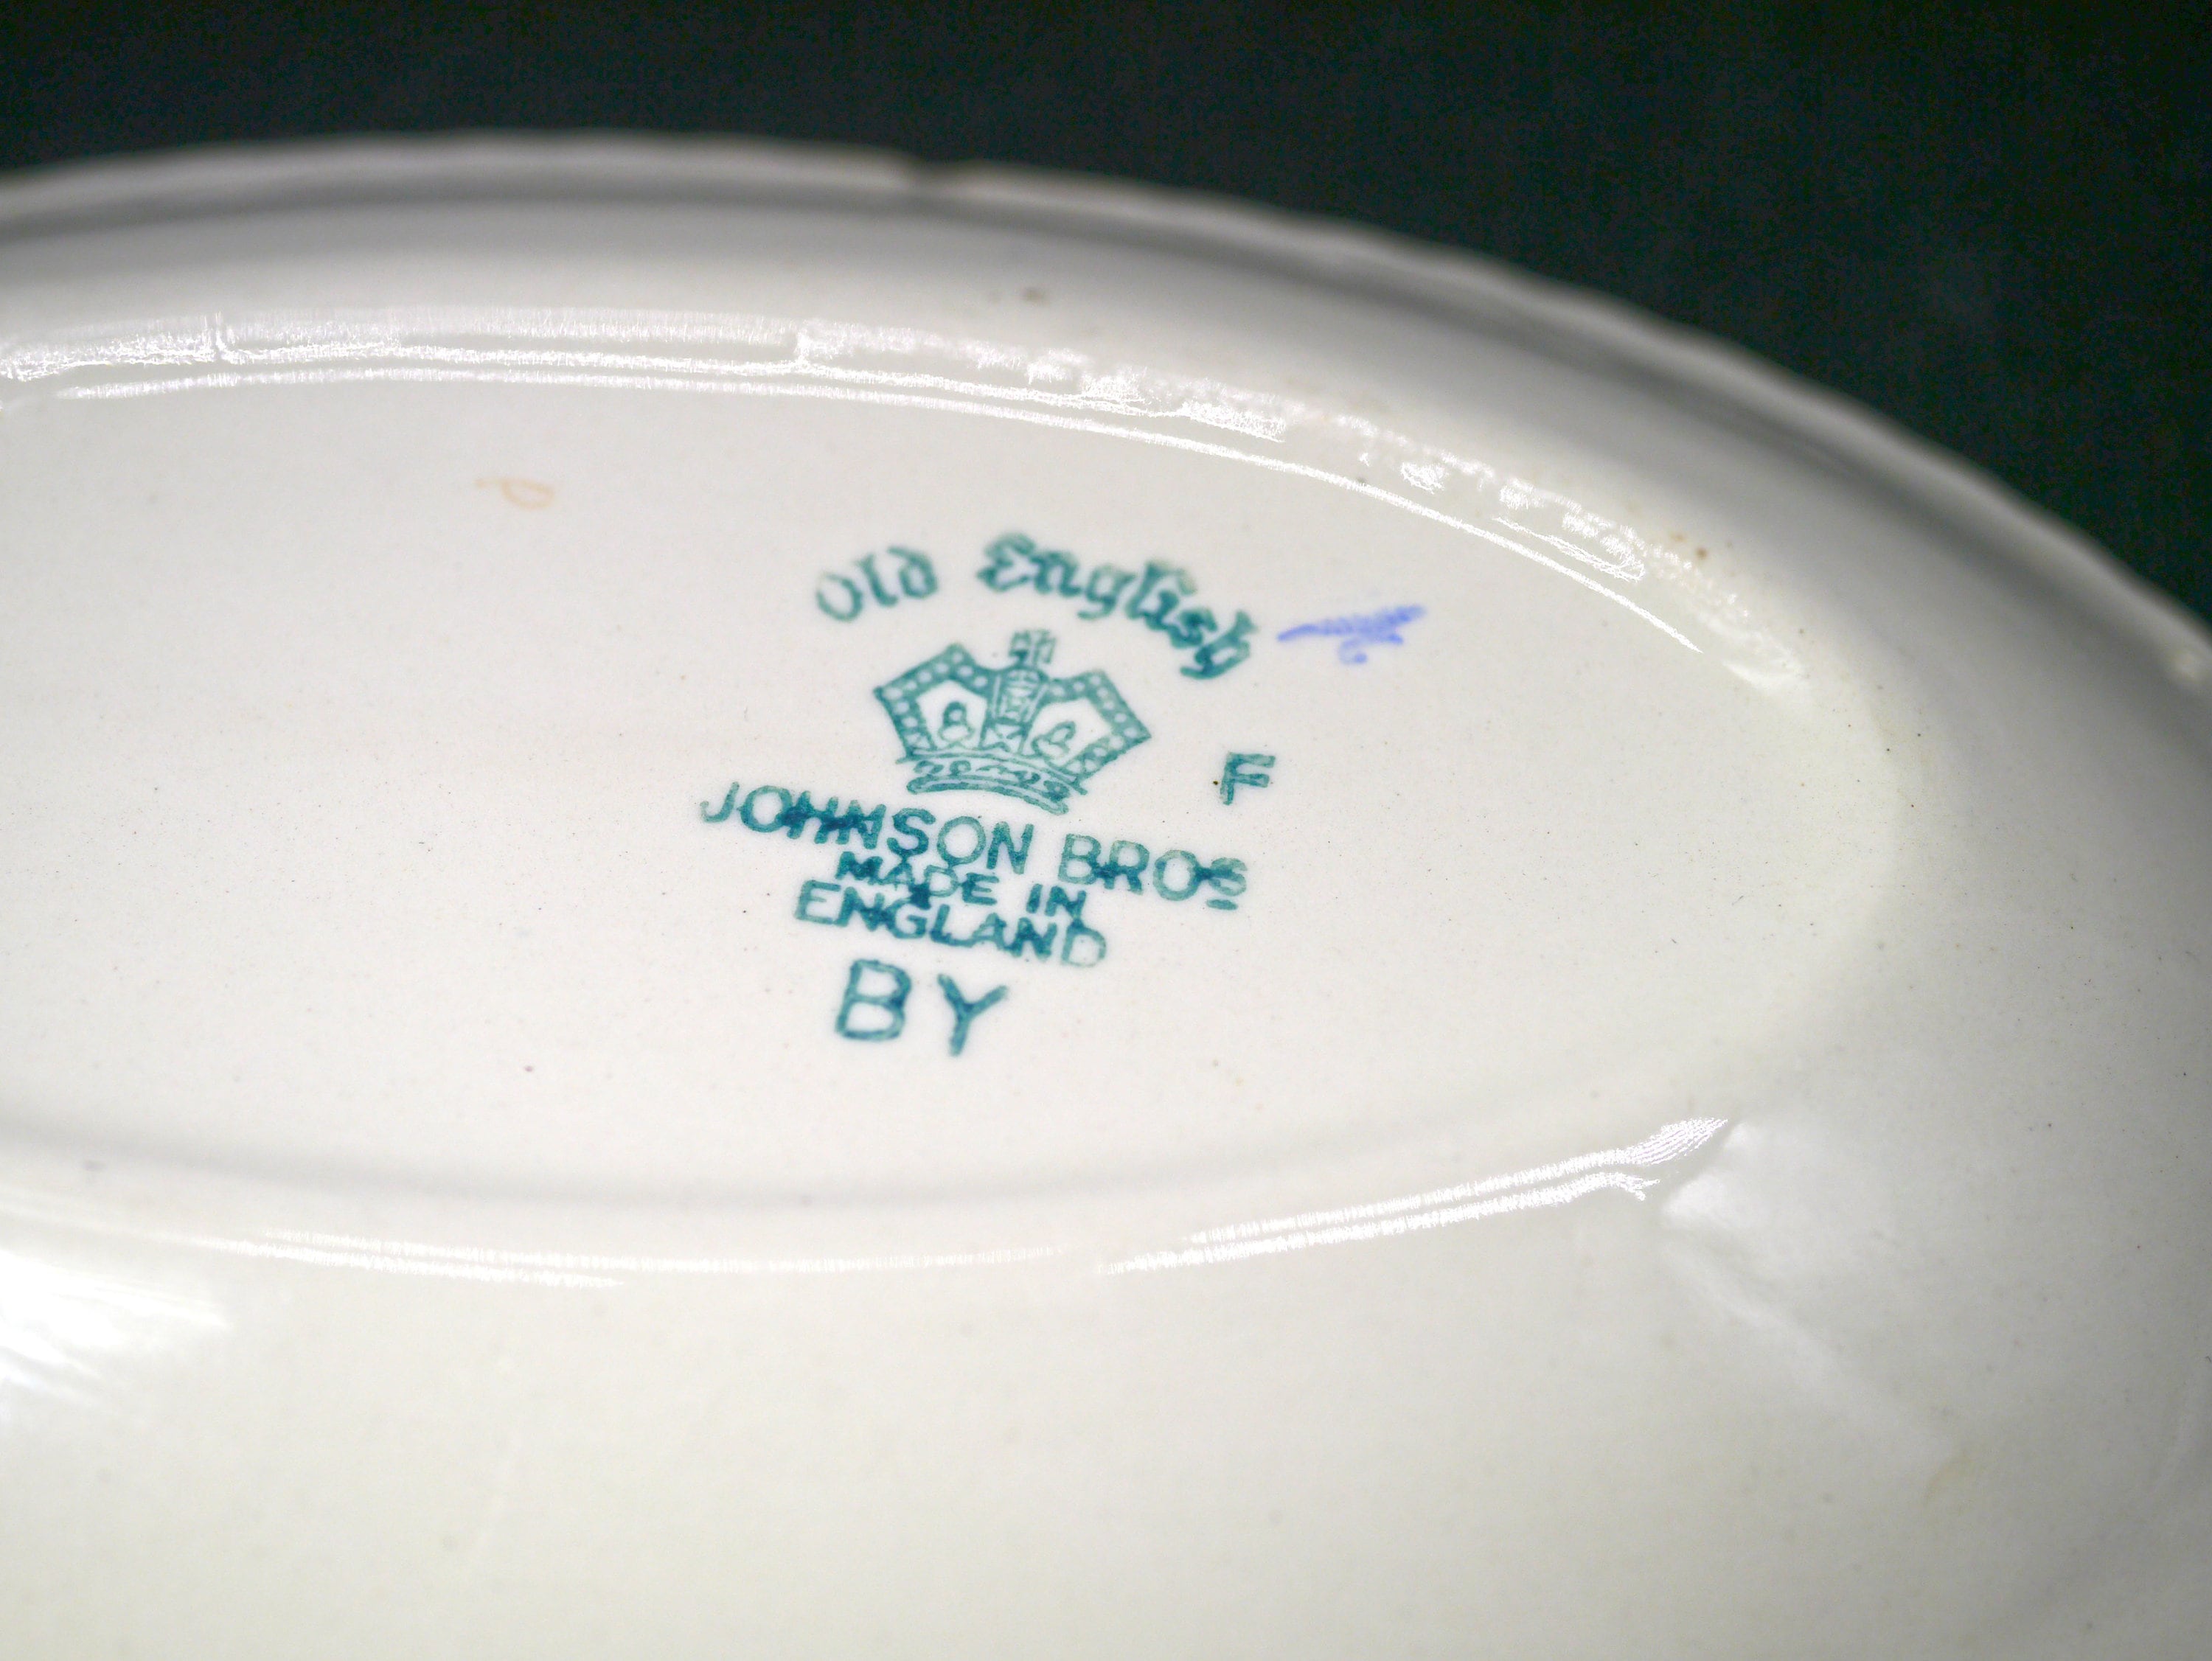 Old English
F
JOHNSON BROS
MADE IN
ENGLAND
BY